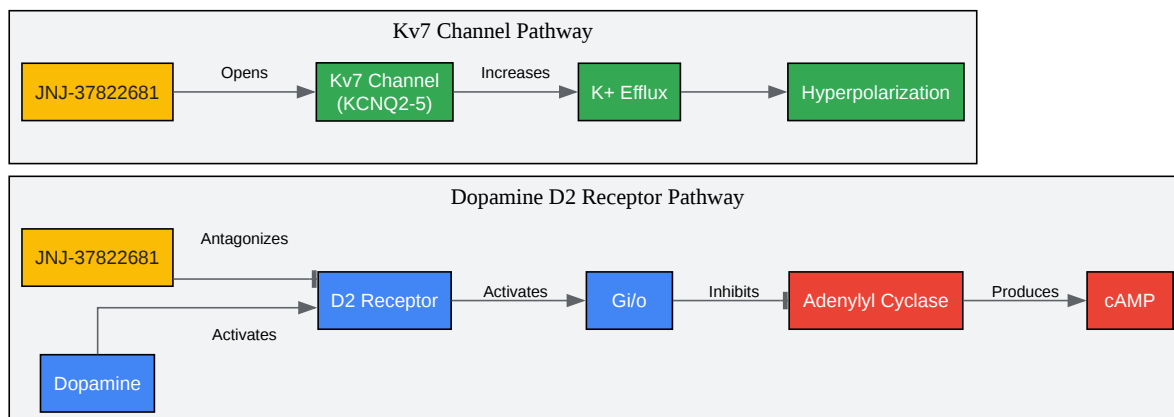 Kv7 Channel Pathway
JNJ-37822681
Opens
Kv7 Channel
(KCNQ2-5)
Increases
K+ Efflux
Hyperpolarization
Dopamine D2 Receptor Pathway
JNJ-37822681
Antagonizes
D2 Receptor
Activates
Gi/o
Inhibits
Adenylyl Cyclase
Produces
cAMP
Activates
Dopamine